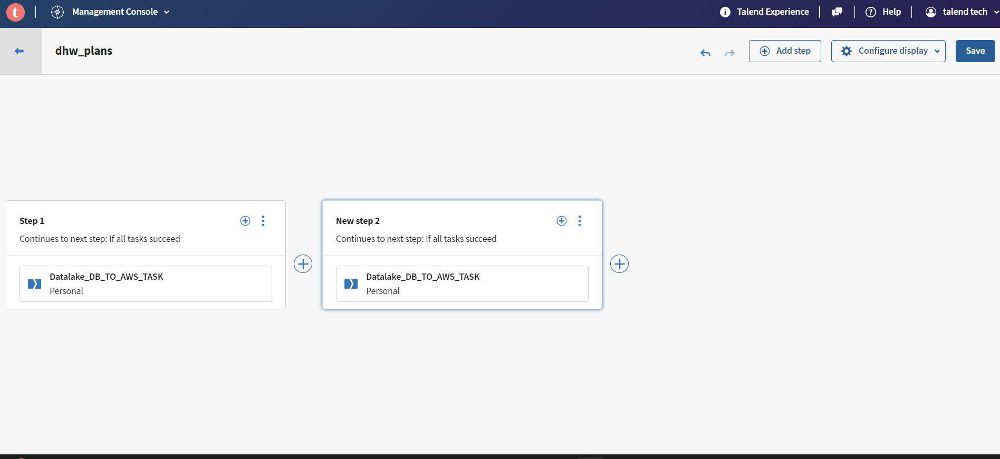 t Management Console Talend Experience Help talend tech
dhw_plans Add step Configure display Save
Step 1
Continues to next step: If all tasks succeed
Datalake_DB_TO_AWS_TASK
Personal
New step 2
Continues to next step: If all tasks succeed
Datalake_DB_TO_AWS_TASK
Personal